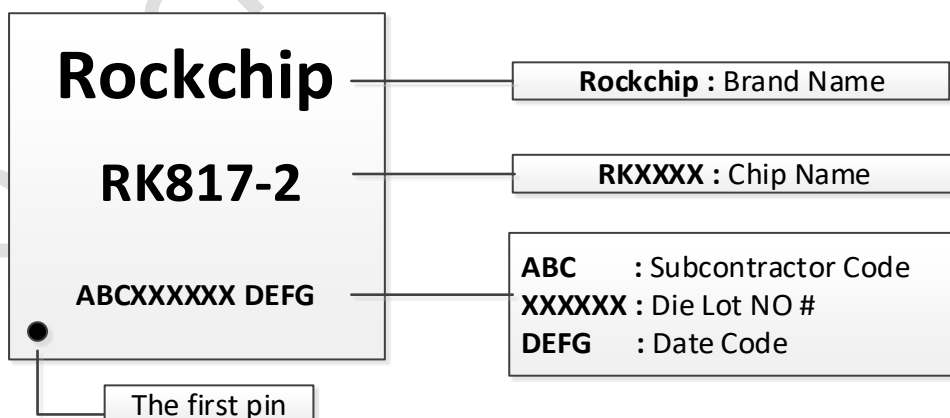 Rockchip
RK817-2
ABCXXXXXX DEFG
The first pin
Rockchip : Brand Name
RKXXXX : Chip Name
ABC : Subcontractor Code
XXXXXX : Die Lot NO #
DEFG : Date Code